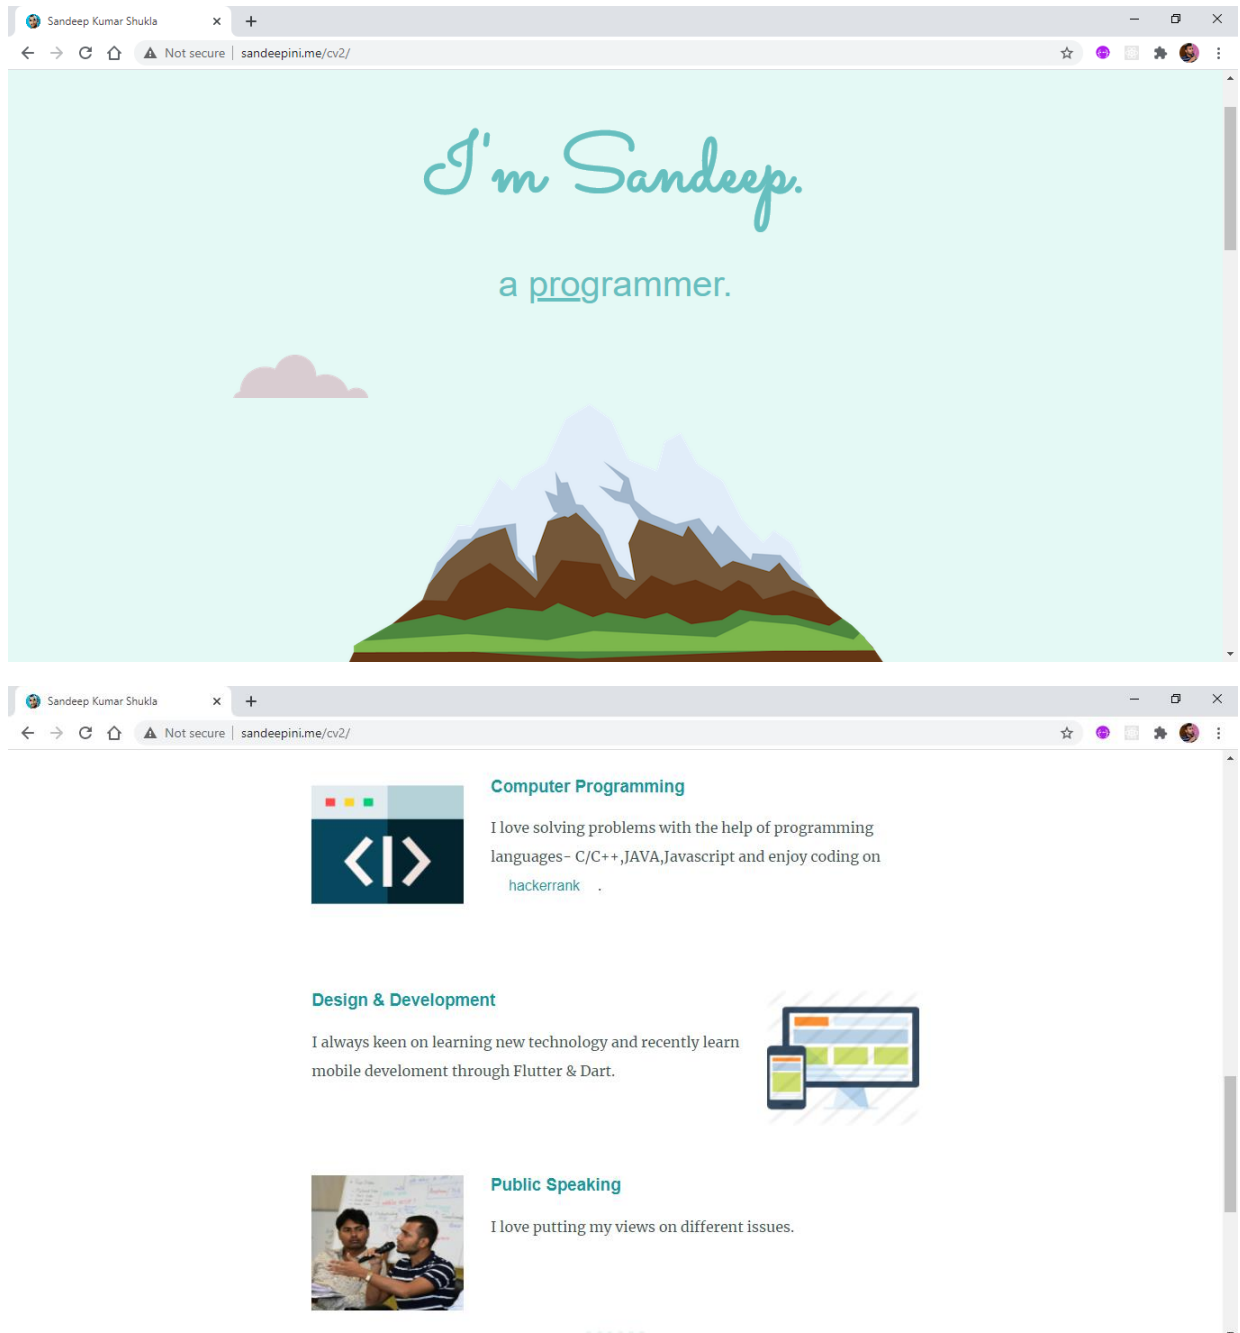 Sandeep Kumar Shukla
Not secure | sandeepini.me/cv2/
I'm Sandeep.
a programmer.
Sandeep Kumar Shukla
Not secure | sandeepini.me/cv2/
Computer Programming
I love solving problems with the help of programming
languages- C/C++,JAVA,Javascript and enjoy coding on
hackerrank .
Design & Development
I always keen on learning new technology and recently learn
mobile develoment through Flutter & Dart.
Public Speaking
I love putting my views on different issues.